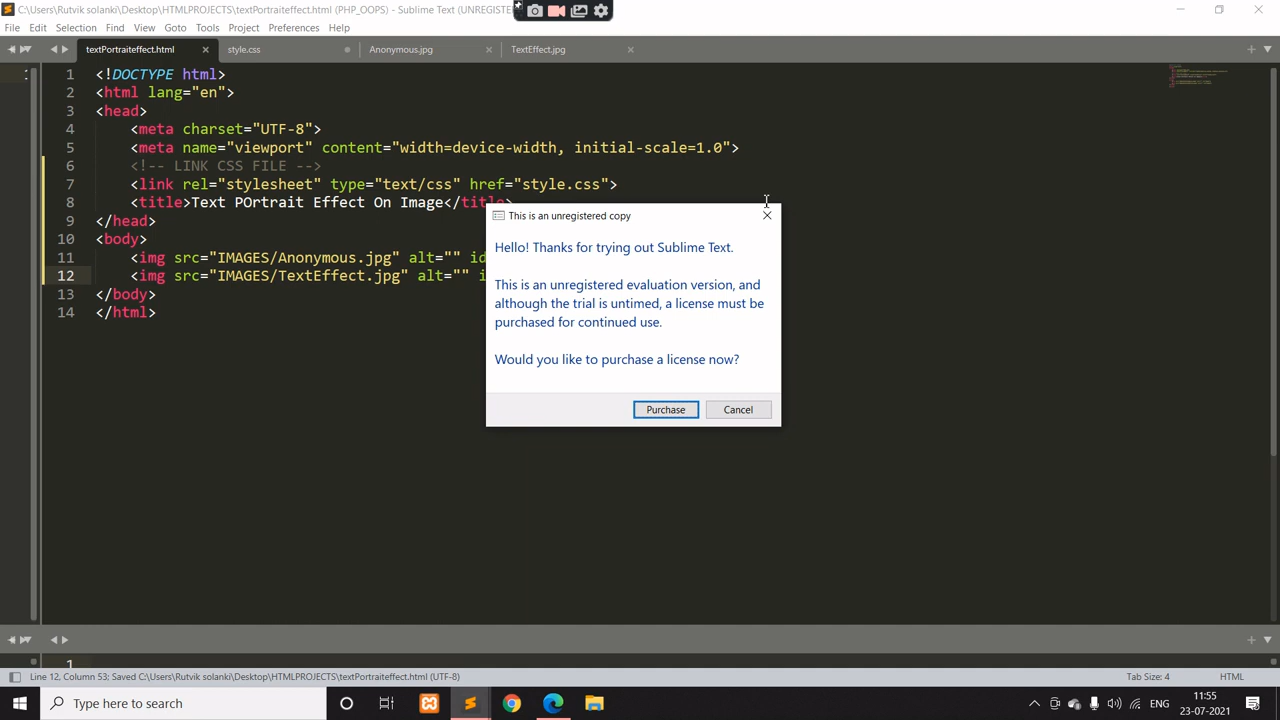 C:\Users\Rutvik solanki\Desktop\HTMLPROJECTS\textPortraiteffect.html (PHP_OOPS) - Sublime Text (UNREGISTERE
File Edit Selection Find View Goto Tools Project Preferences Help
textPortraiteffect.html style.css Anonymous.jpg TextEffect.jpg
1 <!DOCTYPE html>
2 <html lang="en">
3 <head>
4 <meta charset="UTF-8">
5 <meta name="viewport" content="width=device-width, initial-scale=1.0">
6 <!-- LINK CSS FILE -->
7 <link rel="stylesheet" type="text/css" href="style.css">
8 <title>Text POrtrait Effect On Image</title>
9 </head>
10 <body>
11 <img src="IMAGES/Anonymous.jpg" alt="" id
12 <img src="IMAGES/TextEffect.jpg" alt="" i
13 </body>
14 </html>
This is an unregistered copy
Hello! Thanks for trying out Sublime Text.
This is an unregistered evaluation version, and
although the trial is untimed, a license must be
purchased for continued use.
Would you like to purchase a license now?
Purchase Cancel
1
Line 12, Column 53; Saved C:\Users\Rutvik solanki\Desktop\HTMLPROJECTS\textPortraiteffect.html (UTF-8) Tab Size: 4 HTML
Type here to search ENG 11:55
23-07-2021